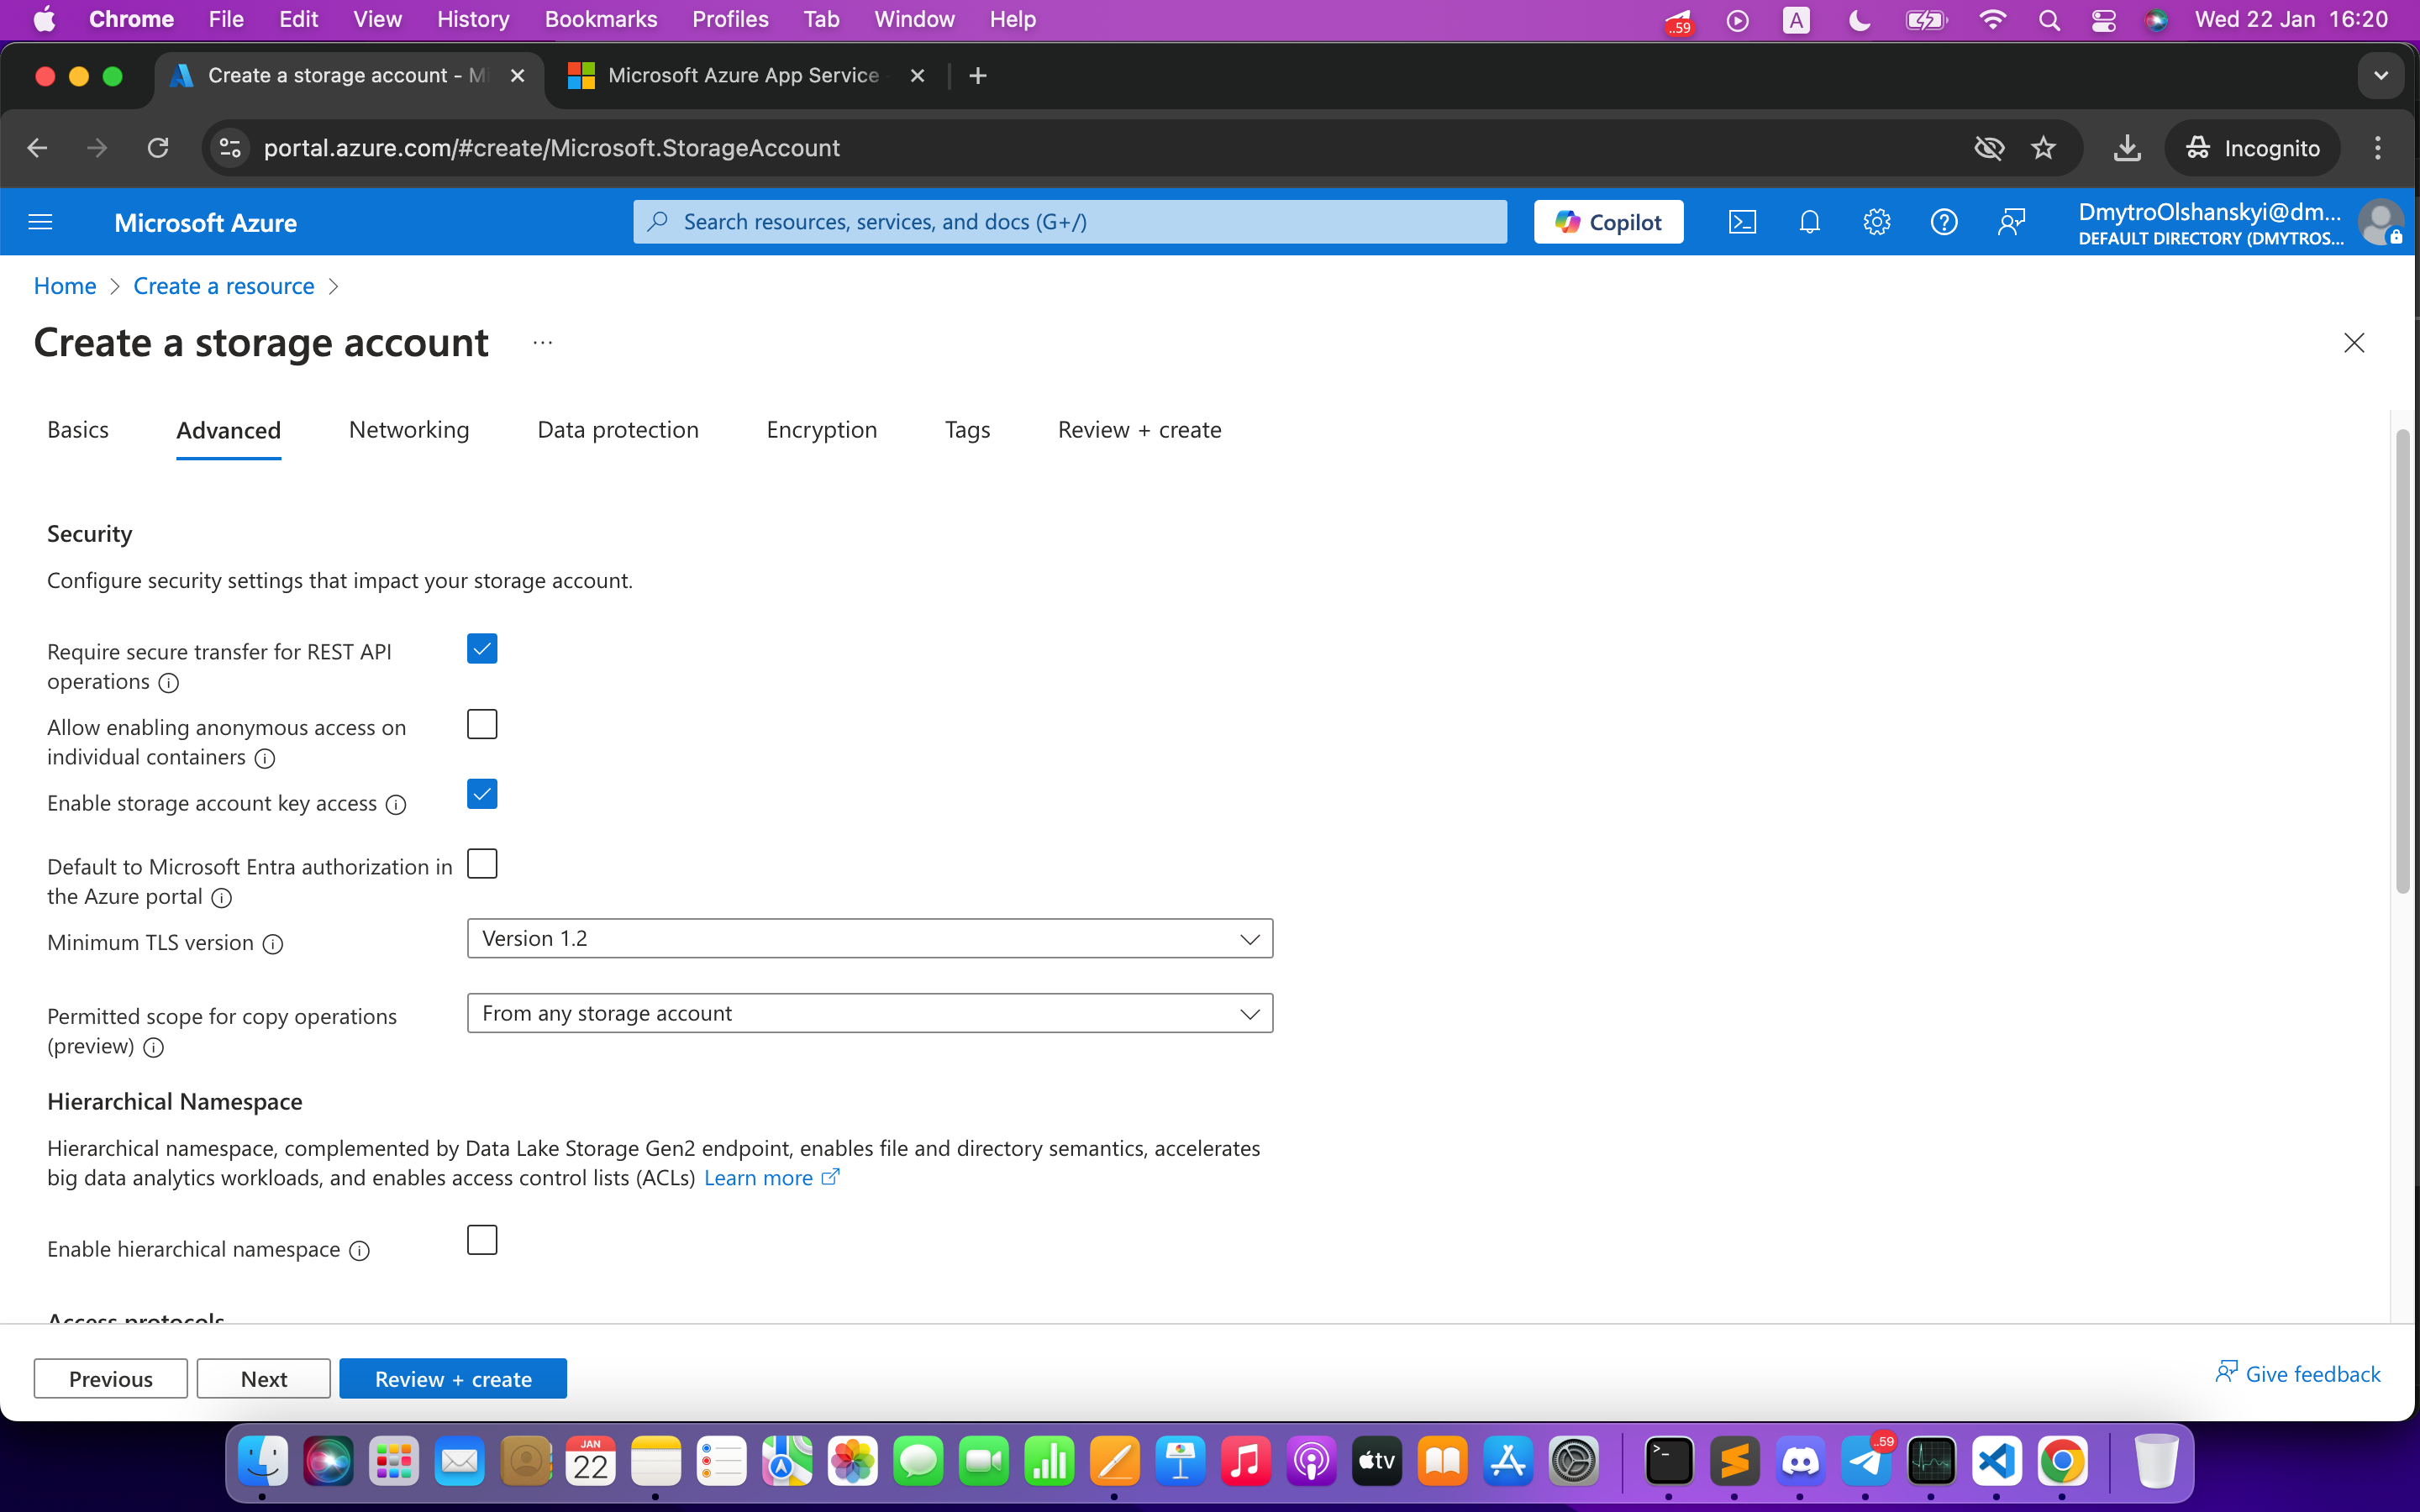 Chrome File Edit View History Bookmarks Profiles Tab Window Help ..59 A Wed 22 Jan 16:20
Create a storage account - Mi Microsoft Azure App Service -
portal.azure.com/#create/Microsoft.StorageAccount Incognito
Microsoft Azure Search resources, services, and docs (G+/) Copilot DmytroOlshanskyi@dm...
DEFAULT DIRECTORY (DMYTROS...
Home > Create a resource >
Create a storage account ...
Basics Advanced Networking Data protection Encryption Tags Review + create
Security
Configure security settings that impact your storage account.
Require secure transfer for REST API
operations
Allow enabling anonymous access on
individual containers
Enable storage account key access
Default to Microsoft Entra authorization in
the Azure portal
Minimum TLS version Version 1.2
Permitted scope for copy operations
(preview)
From any storage account
Hierarchical Namespace
Hierarchical namespace, complemented by Data Lake Storage Gen2 endpoint, enables file and directory semantics, accelerates
big data analytics workloads, and enables access control lists (ACLs) Learn more
Enable hierarchical namespace
Access protocols
Previous Next Review + create Give feedback
JAN
22
tv
..59